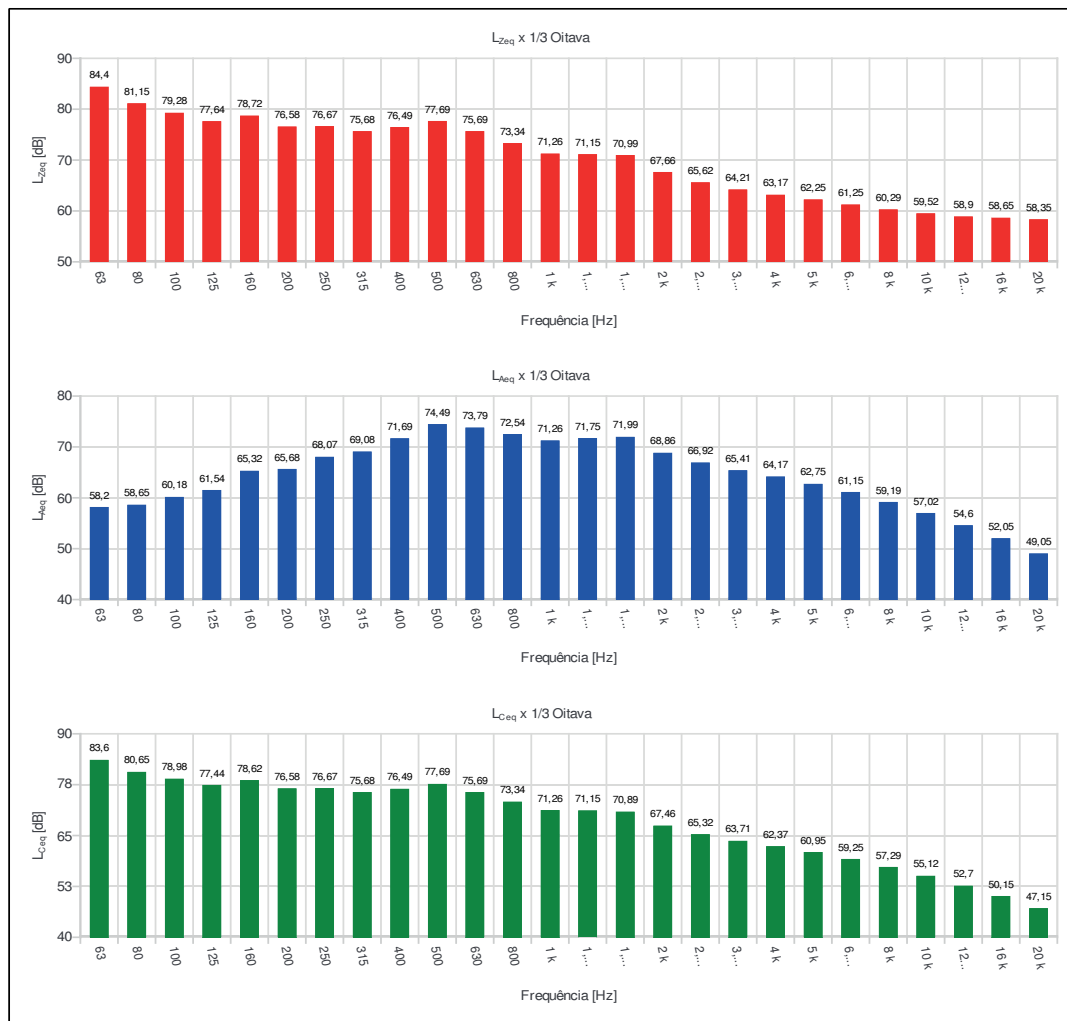 L_Zeq x 1/3 Oitava
90
80
70
60
50
L_Zeq [dB]
84,4 81,15 79,28 77,64 78,72 76,58 76,67 75,68 76,49 77,69 75,69 73,34 71,26 71,15 70,99 67,66 65,62 64,21 63,17 62,25 61,25 60,29 59,52 58,9 58,65 58,35
63 80 100 125 160 200 250 315 400 500 630 800 1 k 1,... 1,... 2 k 2,... 3,... 4 k 5 k 6,... 8 k 10 k 12... 16 k 20 k
Frequência [Hz]
L_Aeq x 1/3 Oitava
80
70
60
50
40
L_Aeq [dB]
58,2 58,65 60,18 61,54 65,32 65,68 68,07 69,08 71,69 74,49 73,79 72,54 71,26 71,75 71,99 68,86 66,92 65,41 64,17 62,75 61,15 59,19 57,02 54,6 52,05 49,05
63 80 100 125 160 200 250 315 400 500 630 800 1 k 1,... 1,... 2 k 2,... 3,... 4 k 5 k 6,... 8 k 10 k 12... 16 k 20 k
Frequência [Hz]
L_Ceq x 1/3 Oitava
90
78
65
53
40
L_Ceq [dB]
83,6 80,65 78,98 77,44 78,62 76,58 76,67 75,68 76,49 77,69 75,69 73,34 71,26 71,15 70,89 67,46 65,32 63,71 62,37 60,95 59,25 57,29 55,12 52,7 50,15 47,15
63 80 100 125 160 200 250 315 400 500 630 800 1 k 1,... 1,... 2 k 2,... 3,... 4 k 5 k 6,... 8 k 10 k 12... 16 k 20 k
Frequência [Hz]